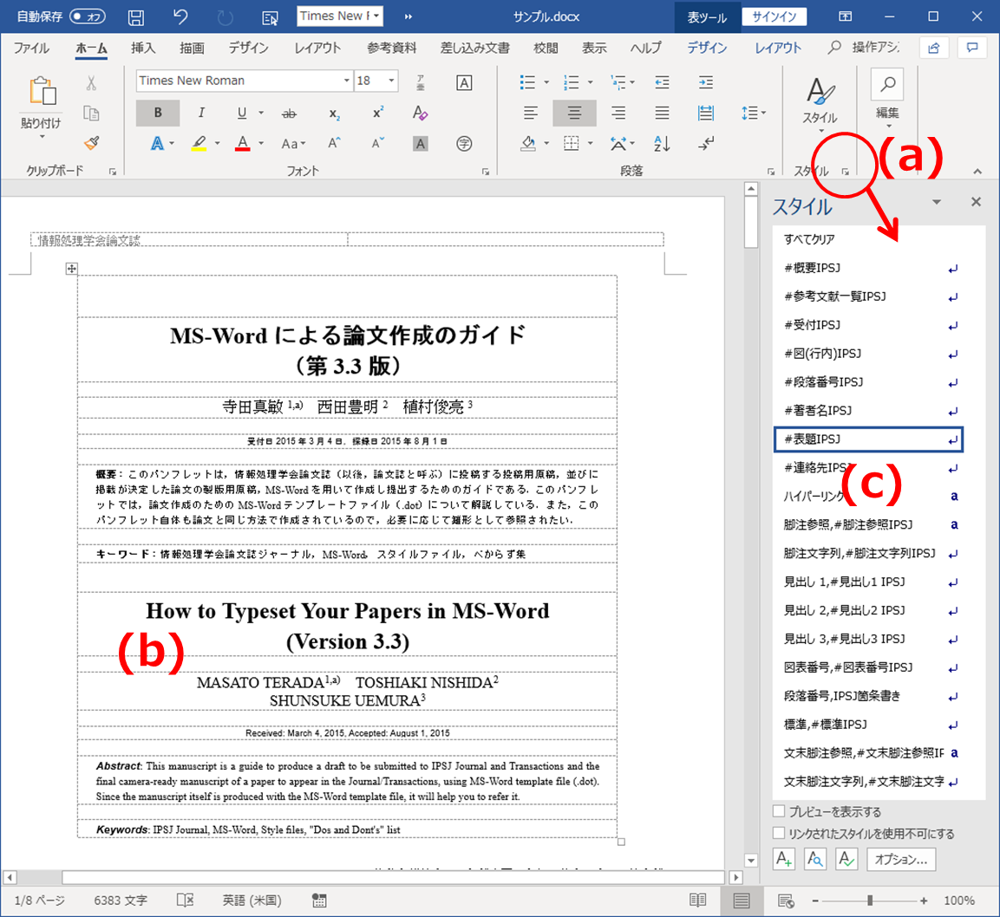 自動保存 オフ Times New F サンプル.docx 表ツール サインイン
ファイル ホーム 挿入 描画 デザイン レイアウト 参考資料 差し込み文書 校閲 表示 ヘルプ デザイン レイアウト 操作アシ
Times New Roman 18
貼り付け スタイル 編集
クリップボード フォント 段落 スタイル
(a)
情報処理学会論文誌
MS-Word による論文作成のガイド
（第 3.3 版）
寺田真敏 1,a) 西田豊明 2 植村俊亮 3
受付日 2015 年 3 月 4 日, 採録日 2015 年 8 月 1 日
概要：このパンフレットは，情報処理学会論文誌（以後，論文誌と呼ぶ）に投稿する投稿用原稿，並びに
掲載が決定した論文の製版用原稿，MS-Word を用いて作成し提出するためのガイドである．このパンフレ
ットでは，論文作成のための MS-Word テンプレートファイル（.dot）について解説している．また，この
パンフレット自体も論文と同じ方法で作成されているので，必要に応じて雛形として参照されたい．
キーワード：情報処理学会論文誌ジャーナル，MS-Word，スタイルファイル，べからず集
How to Typeset Your Papers in MS-Word
(Version 3.3)
(b)
MASATO TERADA1,a) TOSHIAKI NISHIDA2
SHUNSUKE UEMURA3
Received: March 4, 2015, Accepted: August 1, 2015
Abstract: This manuscript is a guide to produce a draft to be submitted to IPSJ Journal and Transactions and the
final camera-ready manuscript of a paper to appear in the Journal/Transactions, using MS-Word template file (.dot).
Since the manuscript itself is produced with the MS-Word template file, it will help you to refer it.
Keywords: IPSJ Journal, MS-Word, Style files, "Dos and Dont's" list
スタイル
すべてクリア
#概要IPSJ
#参考文献一覧IPSJ
#受付IPSJ
#図(行内)IPSJ
#段落番号IPSJ
#著者名IPSJ
#表題IPSJ
#連絡先IPSJ
(c)
ハイパーリンク a
脚注参照,#脚注参照IPSJ a
脚注文字列,#脚注文字列IPSJ
見出し 1,#見出し1 IPSJ
見出し 2,#見出し2 IPSJ
見出し 3,#見出し3 IPSJ
図表番号,#図表番号IPSJ
段落番号,IPSJ箇条書き
標準,#標準IPSJ
文末脚注参照,#文末脚注参照IP a
文末脚注文字列,#文末脚注文字
プレビューを表示する
リンクされたスタイルを使用不可にする
オプション...
1/8 ページ 6383 文字 英語 (米国) 100%